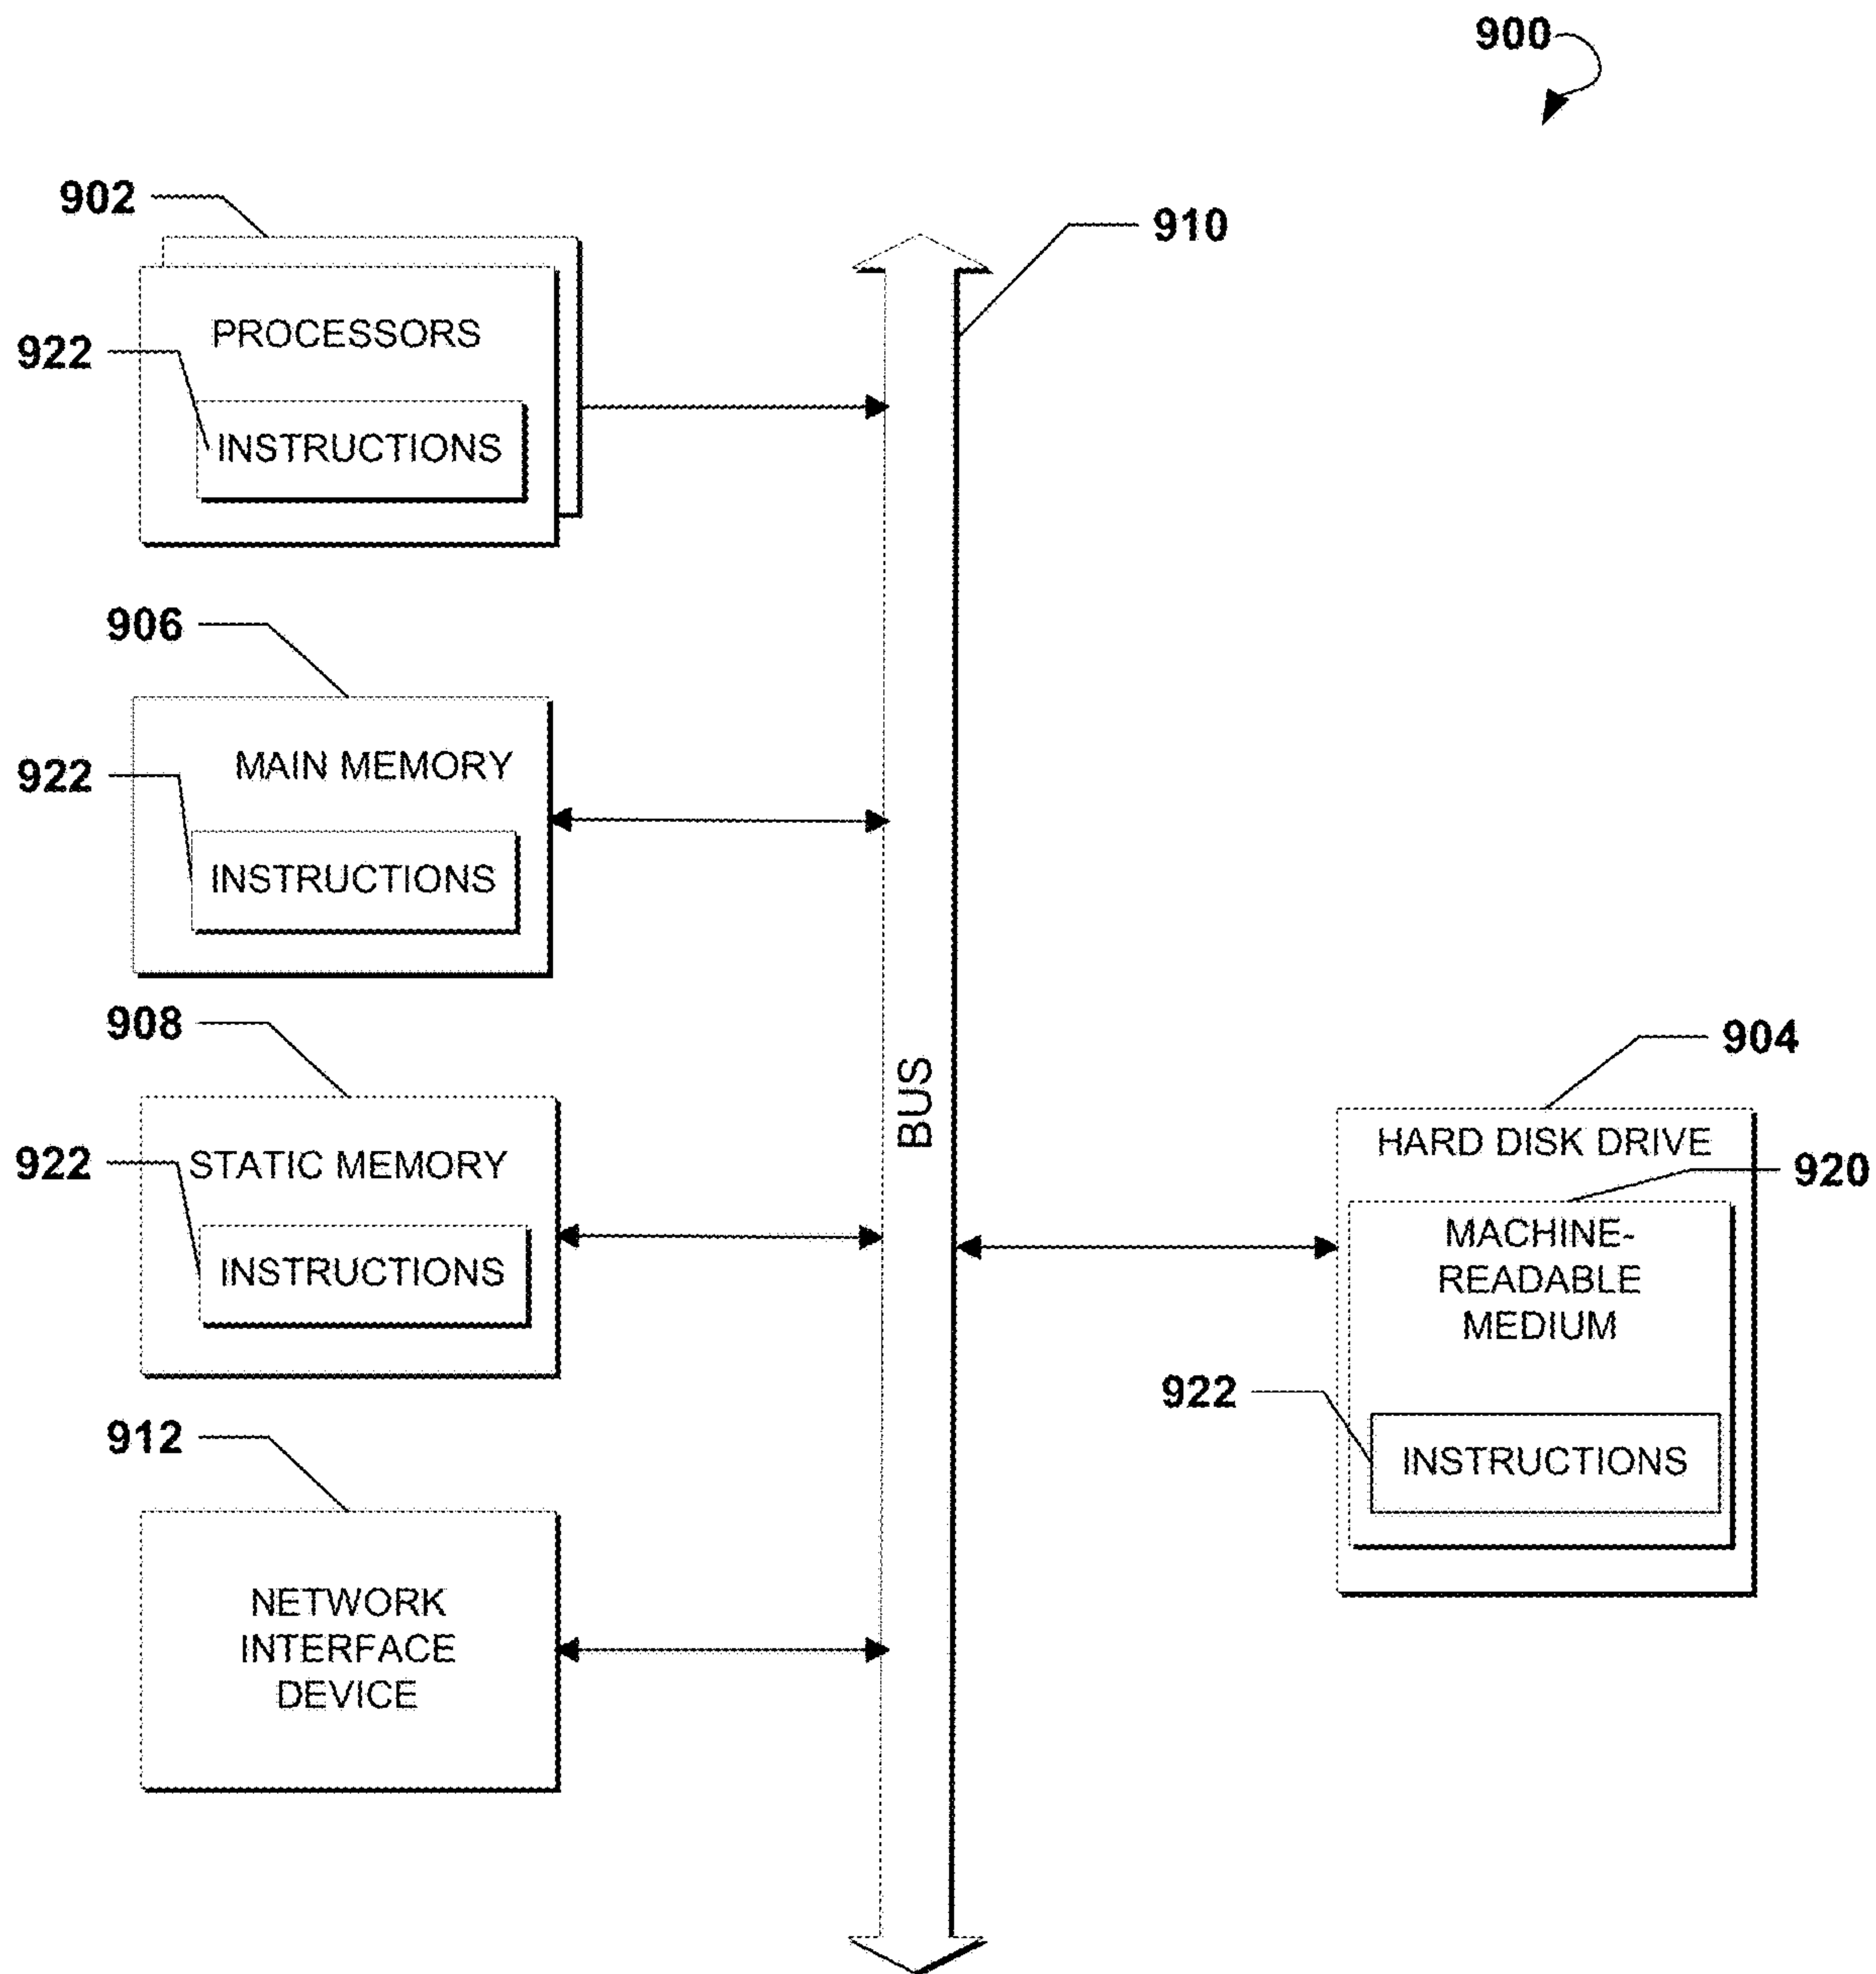 900
902
910
PROCESSORS
922
INSTRUCTIONS
906
MAIN MEMORY
922
INSTRUCTIONS
908
904
BUS
HARD DISK DRIVE
922
STATIC MEMORY
920
INSTRUCTIONS
MACHINE-
READABLE
MEDIUM
922
912
INSTRUCTIONS
NETWORK
INTERFACE
DEVICE